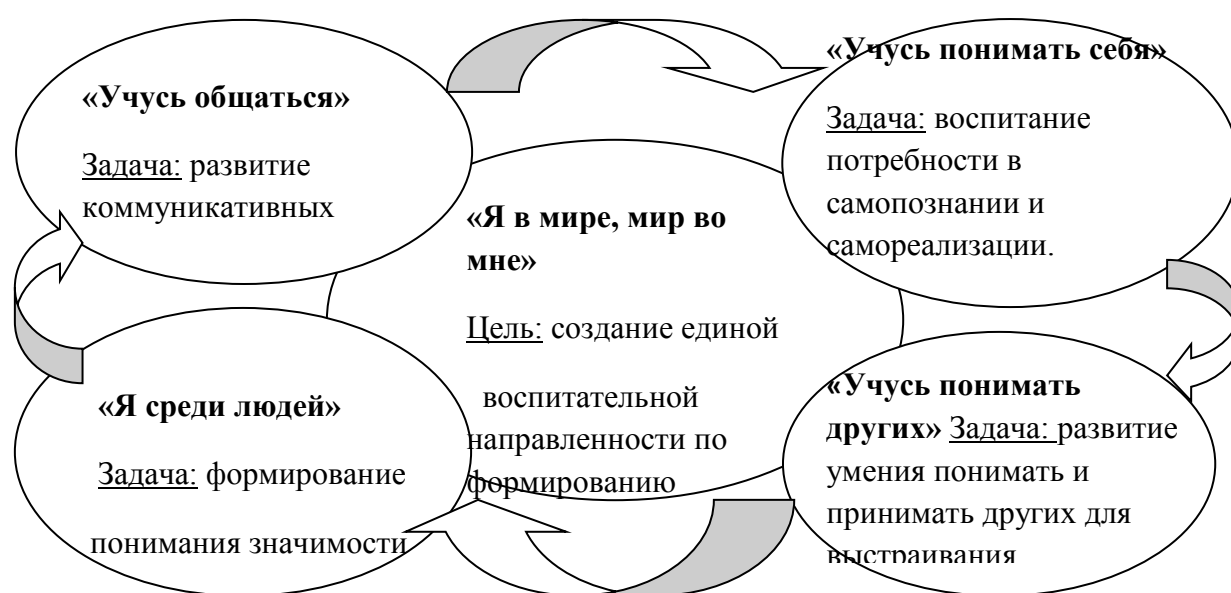 «Учусь общаться»
Задача: развитие
коммуникативных
«Учусь понимать себя»
Задача: воспитание
потребности в
самопознании и
самореализации.
«Я в мире, мир во
мне»
Цель: создание единой
воспитательной
направленности по
формированию
«Я среди людей»
Задача: формирование
понимания значимости
«Учусь понимать
других» Задача: развитие
умения понимать и
принимать других для
выстраивания